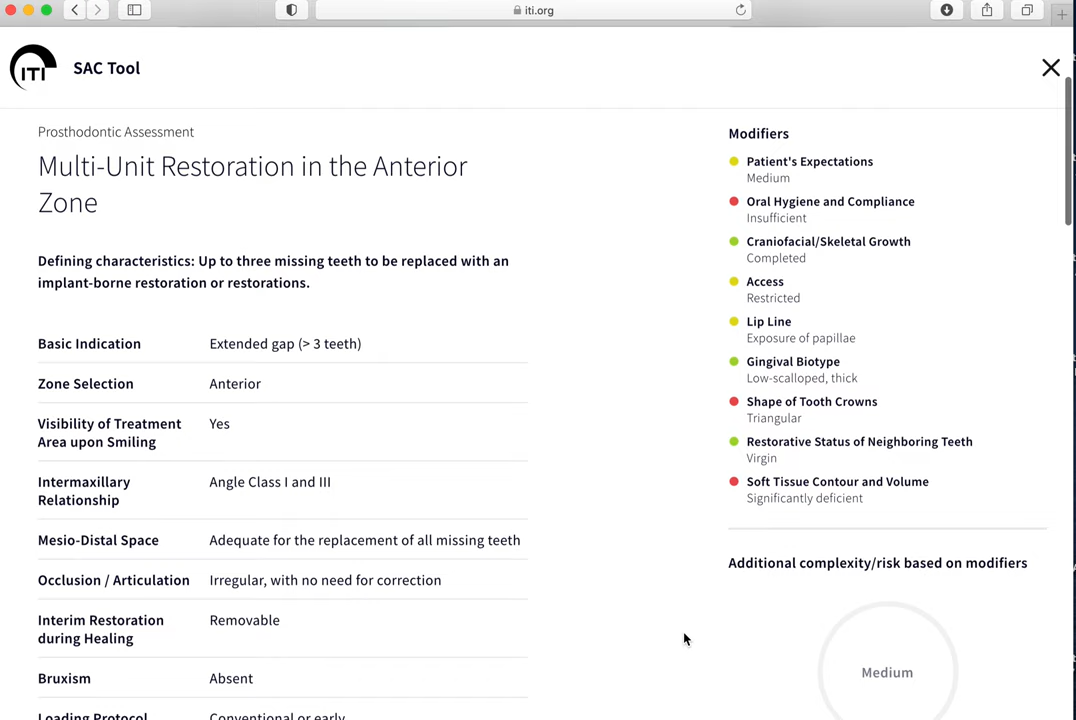 iti.org
ITI SAC Tool
Prosthodontic Assessment
Multi-Unit Restoration in the Anterior
Zone
Defining characteristics: Up to three missing teeth to be replaced with an
implant-borne restoration or restorations.
Basic Indication Extended gap (> 3 teeth)
Zone Selection Anterior
Visibility of Treatment
Area upon Smiling
Yes
Intermaxillary
Relationship
Angle Class I and III
Mesio-Distal Space Adequate for the replacement of all missing teeth
Occlusion / Articulation Irregular, with no need for correction
Interim Restoration
during Healing
Removable
Bruxism Absent
Loading Protocol Conventional or early
Modifiers
Patient's Expectations
Medium
Oral Hygiene and Compliance
Insufficient
Craniofacial/Skeletal Growth
Completed
Access
Restricted
Lip Line
Exposure of papillae
Gingival Biotype
Low-scalloped, thick
Shape of Tooth Crowns
Triangular
Restorative Status of Neighboring Teeth
Virgin
Soft Tissue Contour and Volume
Significantly deficient
Additional complexity/risk based on modifiers
Medium